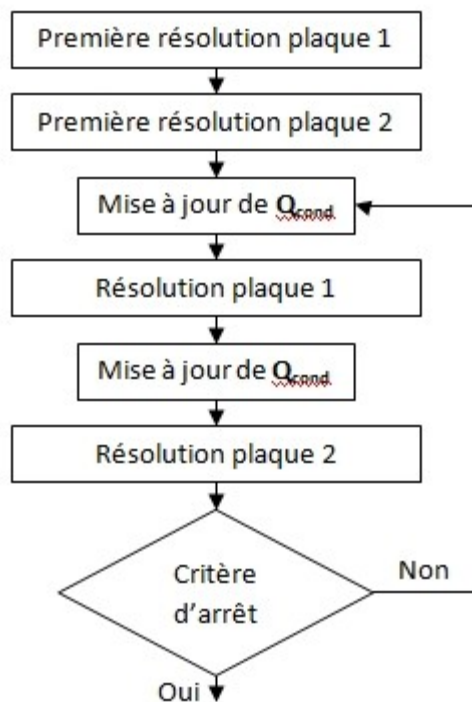 Première résolution plaque 1
Première résolution plaque 2
Mise à jour de Qcond
Résolution plaque 1
Mise à jour de Qcond
Résolution plaque 2
Critère
d'arrêt
Non
Oui